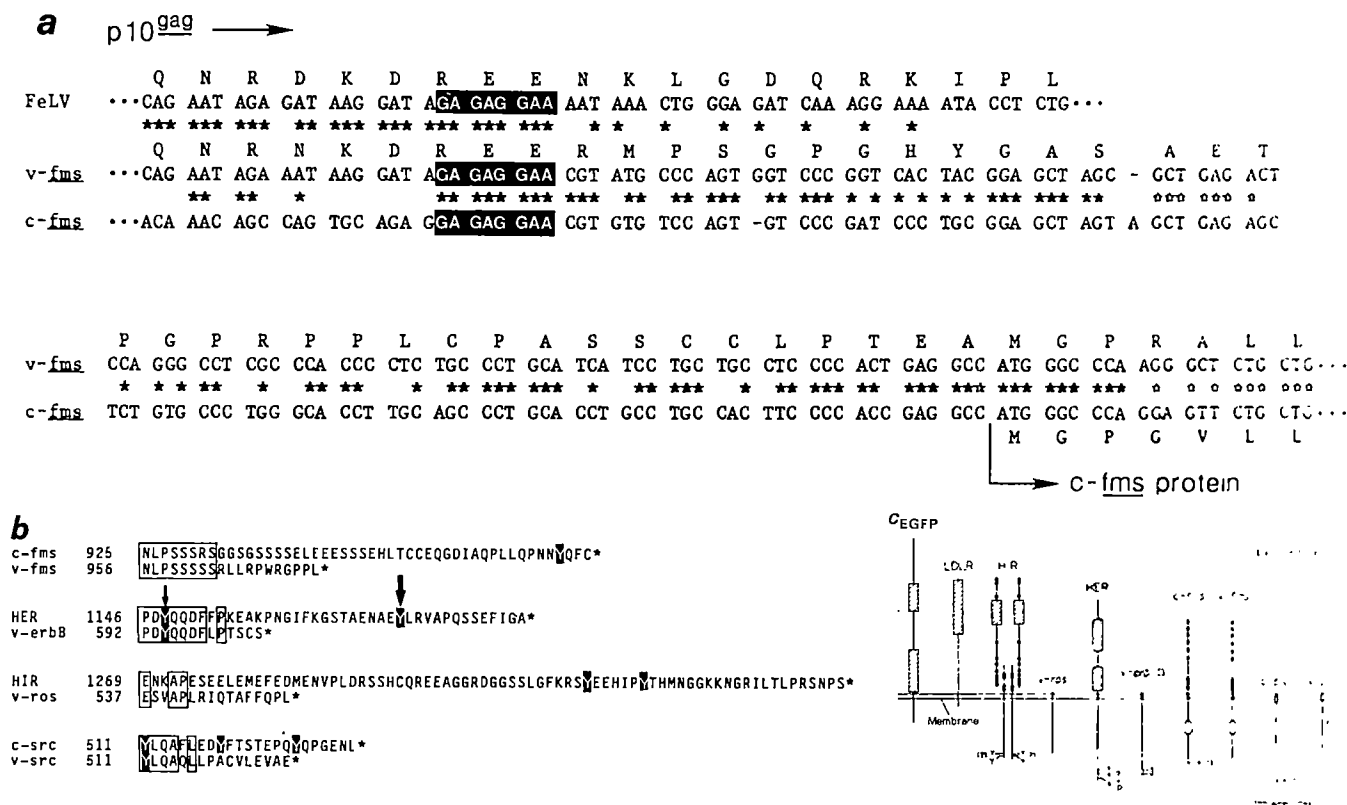 a p10gag
Q N R D K D R E E N K L G D Q R K I P L
FeLV ···CAG AAT AGA GAT AAG GAT AGA GAG GAA AAT AAA CTG GGA GAT CAA AGG AAA ATA CCT CTG···
Q N R N K D R E E R M P S G P G H Y G A S A E T
v-fms ···CAG AAT AGA AAT AAG GAT AGA GAG GAA CGT ATG CCC AGT GGT CCC GGT CAC TAC GGA GCT AGC - GCT GAG ACT
c-fms ···ACA AAC AGC CAG TGC AGA GGA GAG GAA CGT GTG TCC AGT -GT CCC GAT CCC TGC GGA GCT AGT A GCT GAG AGC
P G P R P P L C P A S S C C L P T E A M G P R A L L
v-fms CCA GGG CCT CGC CCA CCC CTC TGC CCT GCA TCA TCC TGC TGC CTC CCC ACT GAG GCC ATG GGC CCA AGG GCT CTG CTG···
c-fms TCT GTG CCC TGG GCA CCT TGC AGC CCT GCA CCT GCC TGC CAC TTC CCC ACC GAG GCC ATG GGC CCA GGA GTT CTG CTG···
M G P G V L L
c-fms protein
b
c-fms 925 NLPSSSRSGGSGSSSSELEEESSSEHLTCCEQGDIAQPLLQPNNYQFC*
v-fms 956 NLPSSSSSRLLRPWRGPPL*
HER 1146 PDYQQDFFPKEAKPNGIFKGSTAENAEYLRVAPQSSEFIGA*
v-erbB 592 PDYQQDFLPTSCS*
HIR 1269 ENKAPESEELEMEFEDMENVPLDRSSHCQREEAGGRDGGSSLGFKRSYEEHIPYTHMNGGKKNGRILTLPRSNPS*
v-ros 537 ESVAPLRIQTAFFQPL*
c-src 511 YLQAFLEDYFTSTEPQYQPGENL*
v-src 511 YLQAQLLPACVLEVAE*
C
EGFP
LDLR
HIR
HER
v-ros
Membrane